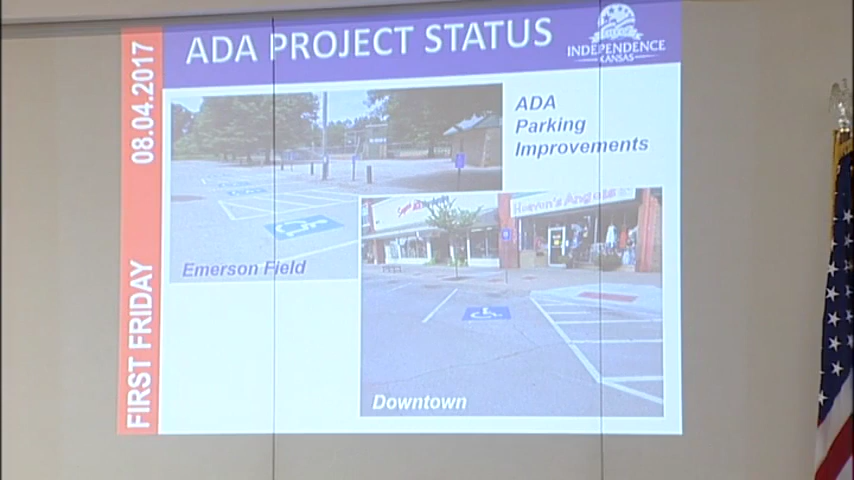 ADA PROJECT STATUS
INDEPENDENCE
KANSAS
FIRST FRIDAY 08.04.2017
ADA
Parking
Improvements
Heaven's Angels
Emerson Field
Downtown